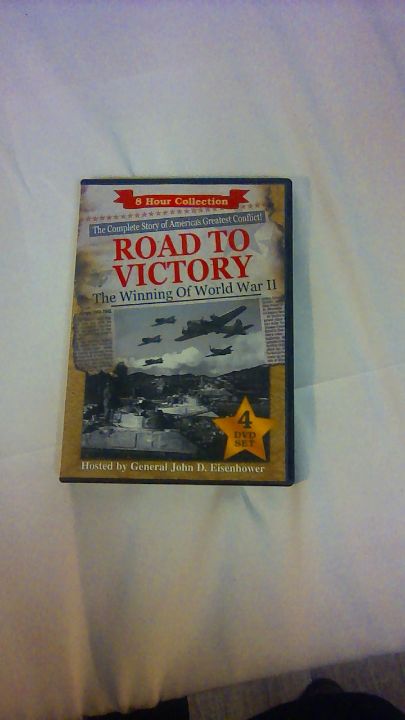 8 Hour Collection
The Complete Story of America's Greatest Conflict!
ROAD TO
VICTORY
The Winning Of World War II
4
DVD
SET
Hosted by General John D. Eisenhower